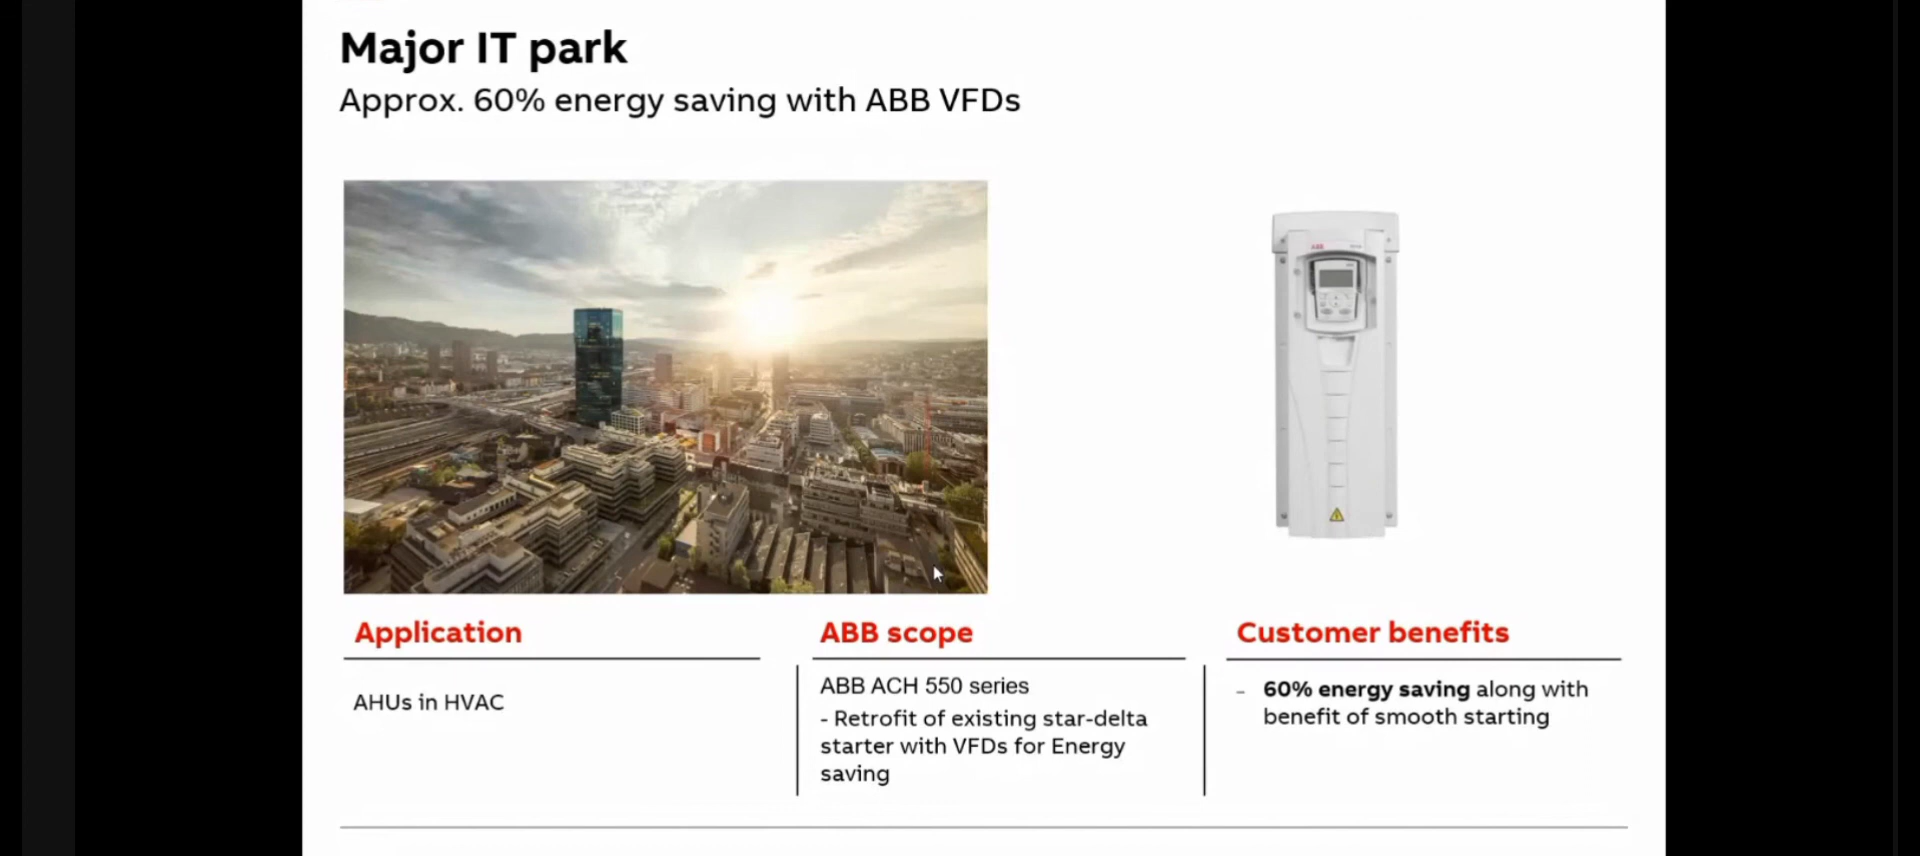 Major IT park
Approx. 60% energy saving with ABB VFDs
ABB
Application
AHUs in HVAC
ABB scope
ABB ACH 550 series
- Retrofit of existing star-delta
starter with VFDs for Energy
saving
Customer benefits
- 60% energy saving along with
benefit of smooth starting